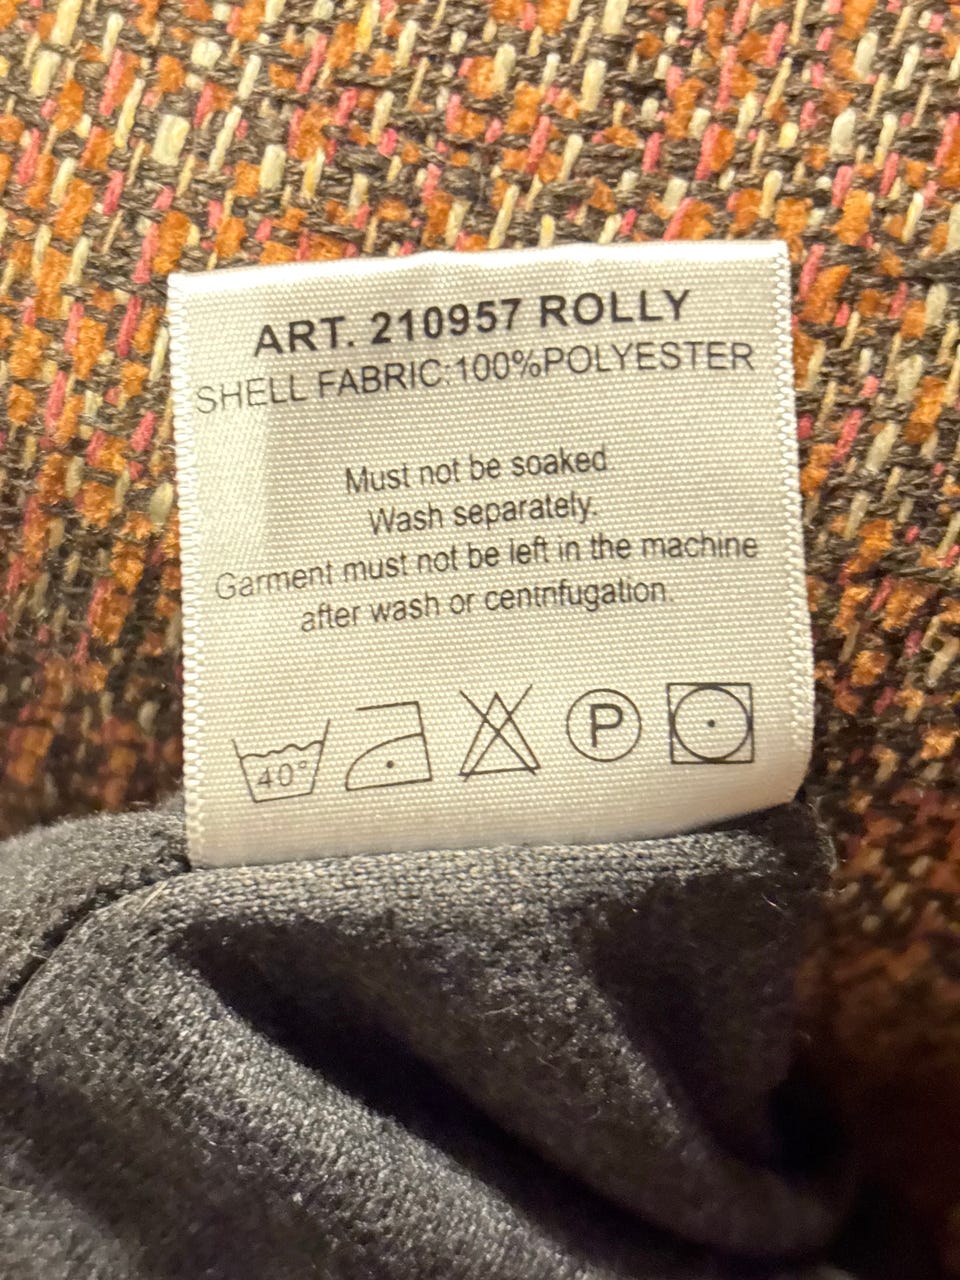 ART. 210957 ROLLY
SHELL FABRIC:100%POLYESTER
Must not be soaked
Wash separately.
Garment must not be left in the machine
after wash or centnfugation.
40°
P